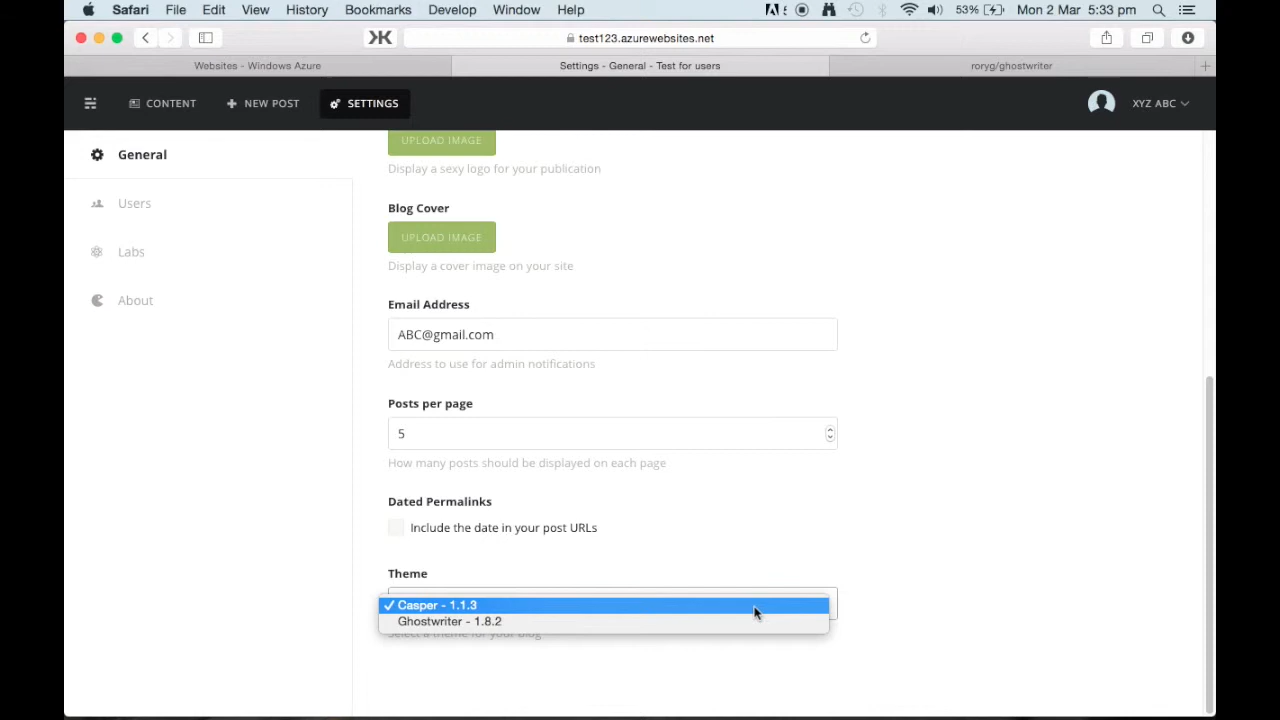 Safari File Edit View History Bookmarks Develop Window Help 53% Mon 2 Mar 5:33 pm
test123.azurewebsites.net
Websites - Windows Azure Settings - General - Test for users roryg/ghostwriter
CONTENT NEW POST SETTINGS XYZ ABC
General
Users
Labs
About
UPLOAD IMAGE
Display a sexy logo for your publication
Blog Cover
UPLOAD IMAGE
Display a cover image on your site
Email Address
ABC@gmail.com
Address to use for admin notifications
Posts per page
5
How many posts should be displayed on each page
Dated Permalinks
Include the date in your post URLs
Theme
Casper - 1.1.3
Ghostwriter - 1.8.2
Select a theme for your blog